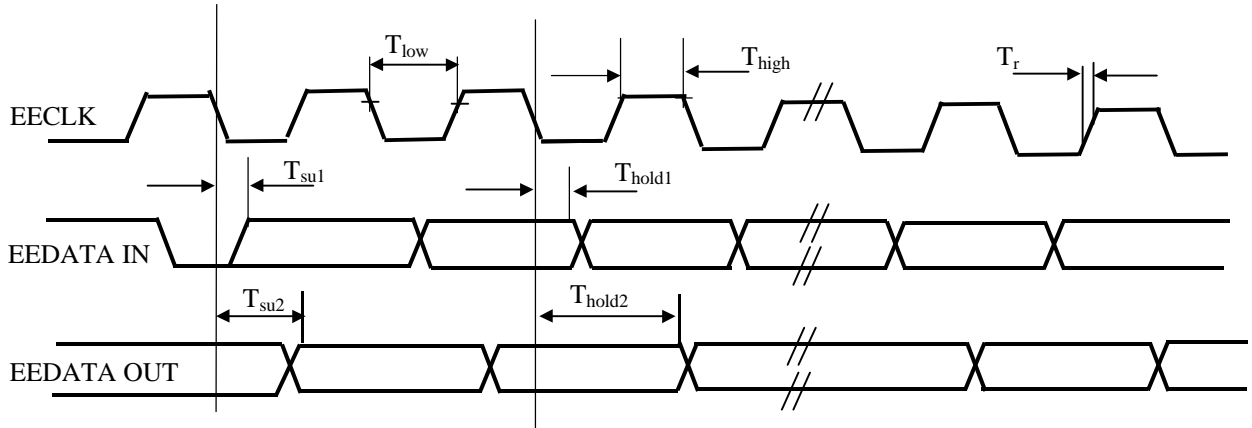 T_low
T_high
T_r
EECLK
T_su1
T_hold1
EEDATA IN
T_su2
T_hold2
EEDATA OUT